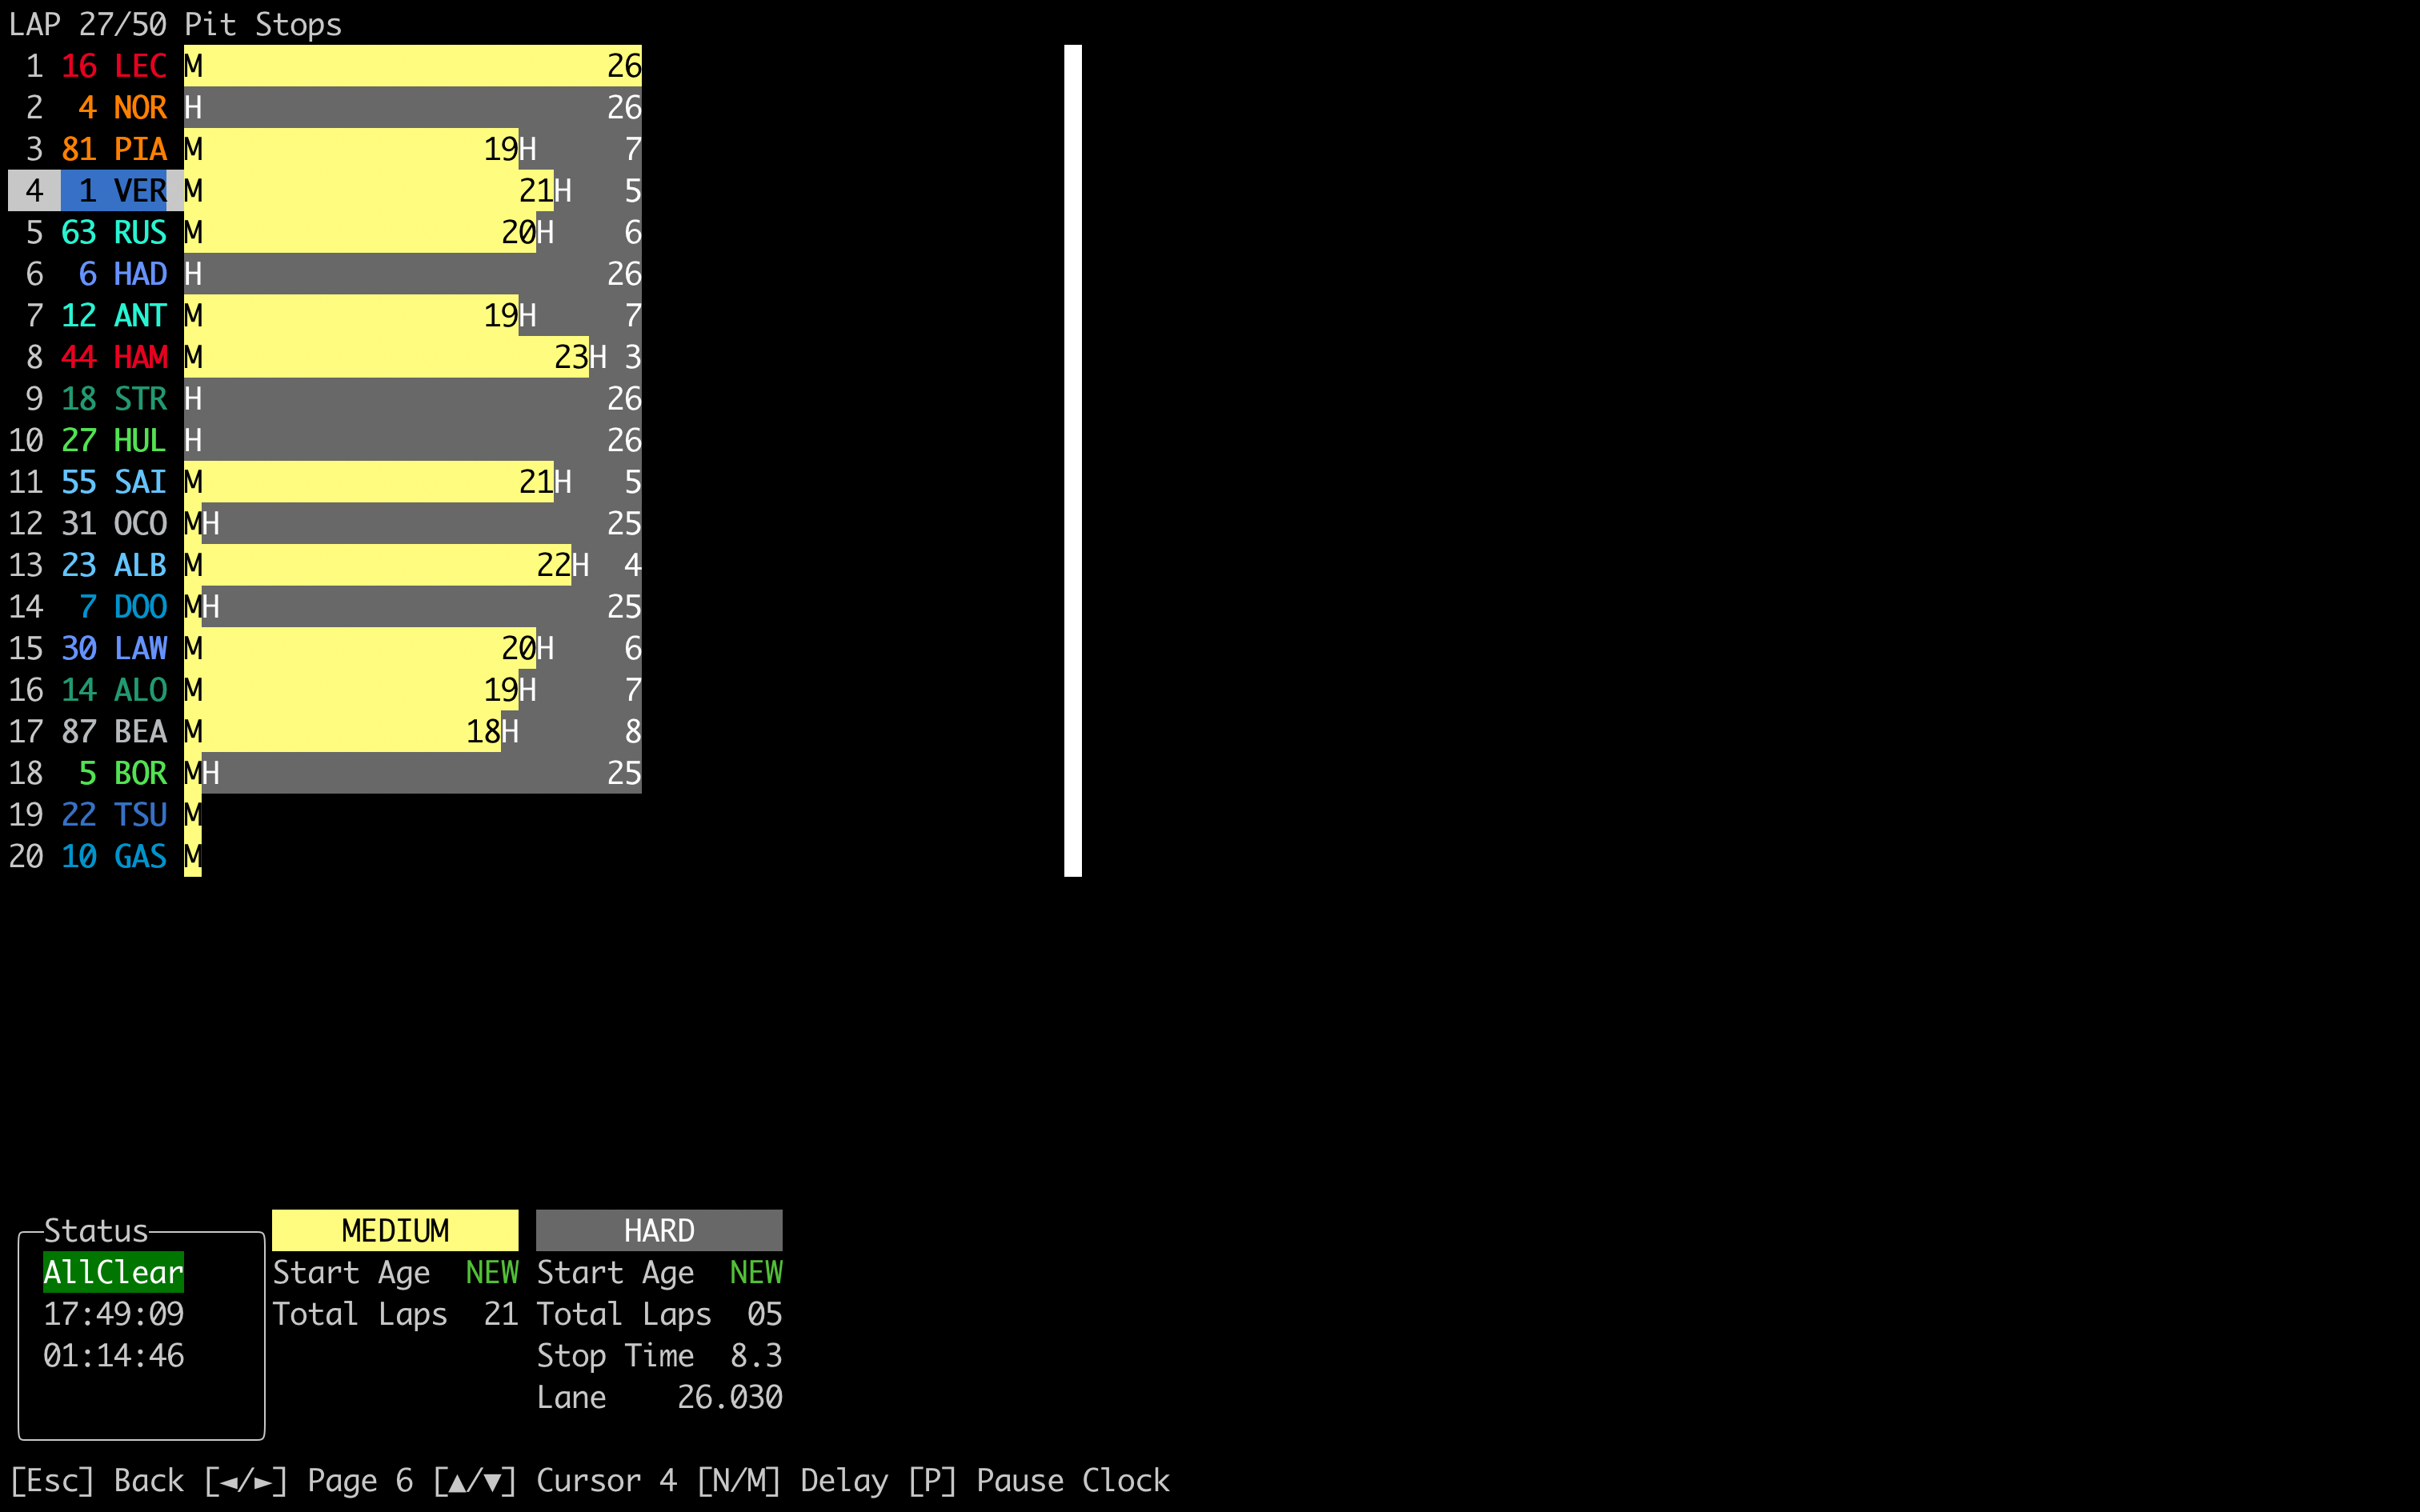 LAP 27/50 Pit Stops
1 16 LEC M 26
2 4 NOR H 26
3 81 PIA M 19H 7
4 1 VER M 21H 5
5 63 RUS M 20H 6
6 6 HAD H 26
7 12 ANT M 19H 7
8 44 HAM M 23H 3
9 18 STR H 26
10 27 HUL H 26
11 55 SAI M 21H 5
12 31 OCO MH 25
13 23 ALB M 22H 4
14 7 DOO MH 25
15 30 LAW M 20H 6
16 14 ALO M 19H 7
17 87 BEA M 18H 8
18 5 BOR MH 25
19 22 TSU M
20 10 GAS M
Status MEDIUM HARD
AllClear Start Age NEW Start Age NEW
17:49:09 Total Laps 21 Total Laps 05
01:14:46 Stop Time 8.3
Lane 26.030
[Esc] Back [◄/►] Page 6 [▲/▼] Cursor 4 [N/M] Delay [P] Pause Clock